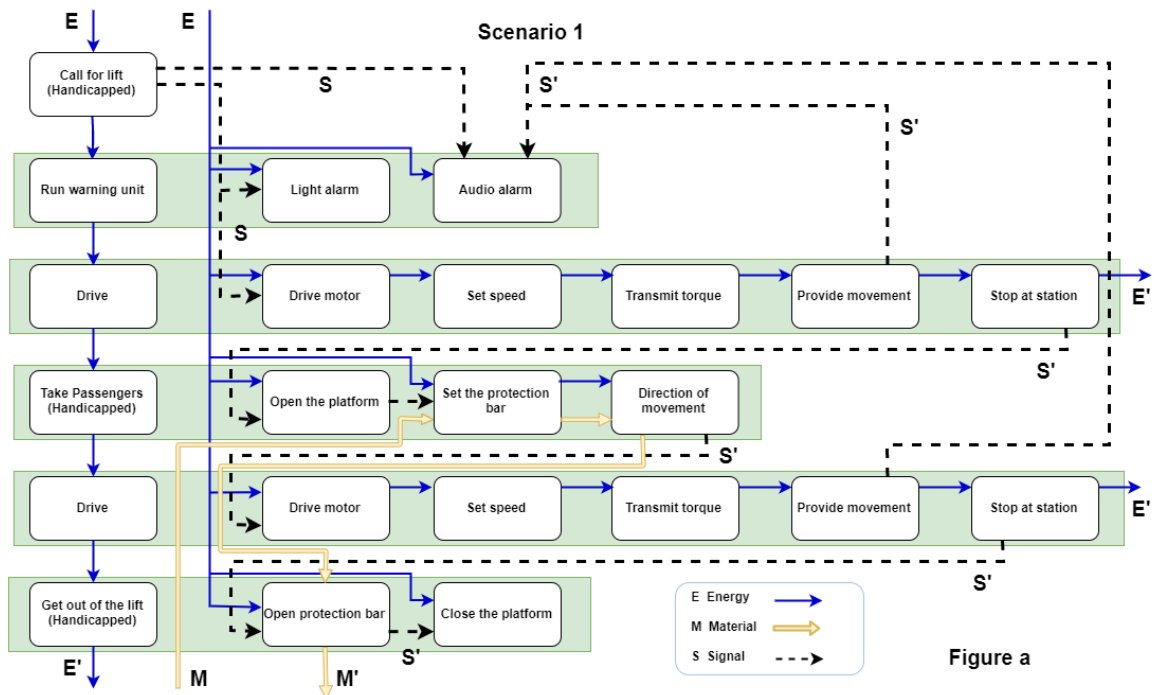 E
E
Scenario 1
Call for lift
(Handicapped)
S
S'
S'
Run warning unit
Light alarm
Audio alarm
S
Drive
Drive motor
Set speed
Transmit torque
Provide movement
Stop at station
E'
S'
Take Passengers
(Handicapped)
Open the platform
Set the protection
bar
Direction of
movement
S'
Drive
Drive motor
Set speed
Transmit torque
Provide movement
Stop at station
E'
S'
Get out of the lift
(Handicapped)
Open protection bar
Close the platform
S'
E'
M
M'
E Energy
M Material
S Signal
Figure a